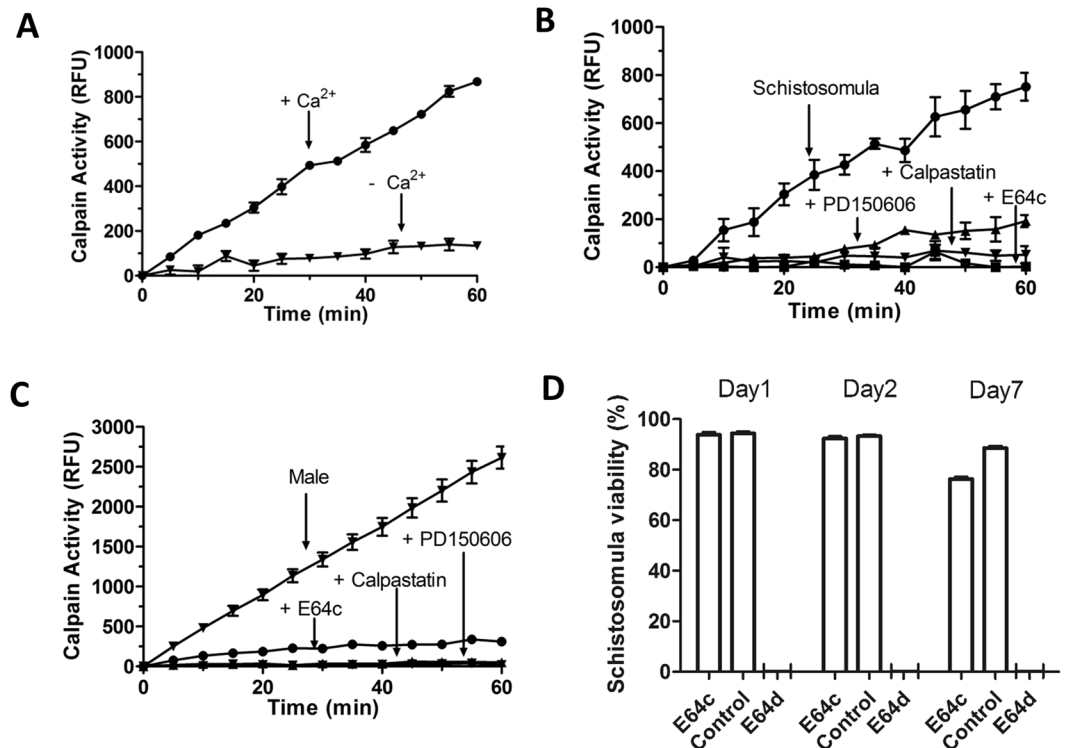 A
Calpain Activity (RFU)
1000
800
600
400
200
0
+ Ca2+
- Ca2+
0 20 40 60
Time (min)
B
Calpain Activity (RFU)
1000
800
600
400
200
0
Schistosomula
+ Calpastatin
+ PD150606
+ E64c
0 20 40 60
Time (min)
C
Calpain Activity (RFU)
3000
2500
2000
1500
1000
500
0
Male
+ PD150606
+ Calpastatin
+ E64c
0 20 40 60
Time (min)
D
Day1 Day2 Day7
Schistosomula viability (%)
100
80
60
40
20
0
E64c Control E64d E64c Control E64d E64c Control E64d